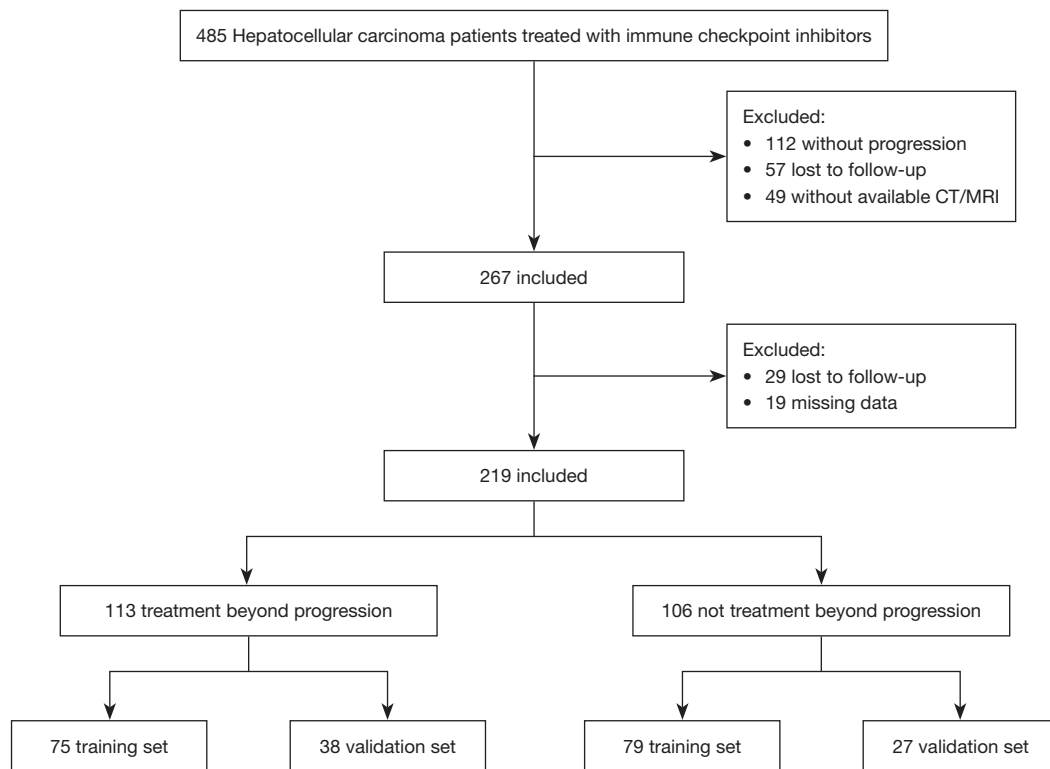 485 Hepatocellular carcinoma patients treated with immune checkpoint inhibitors
Excluded:
• 112 without progression
• 57 lost to follow-up
• 49 without available CT/MRI
267 included
Excluded:
• 29 lost to follow-up
• 19 missing data
219 included
113 treatment beyond progression
106 not treatment beyond progression
75 training set
38 validation set
79 training set
27 validation set